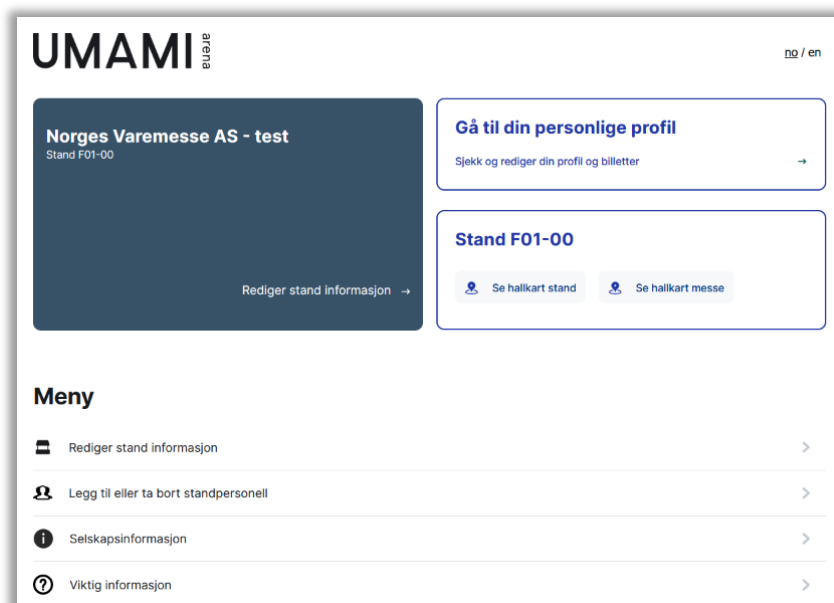 UMAMI arena
no / en
Norges Varemesse AS - test
Stand F01-00
Rediger stand informasjon →
Gå til din personlige profil
Sjekk og rediger din profil og billetter →
Stand F01-00
Se hallkart stand
Se hallkart messe
Meny
Rediger stand informasjon
Legg til eller ta bort standpersonell
Selskapsinformasjon
Viktig informasjon